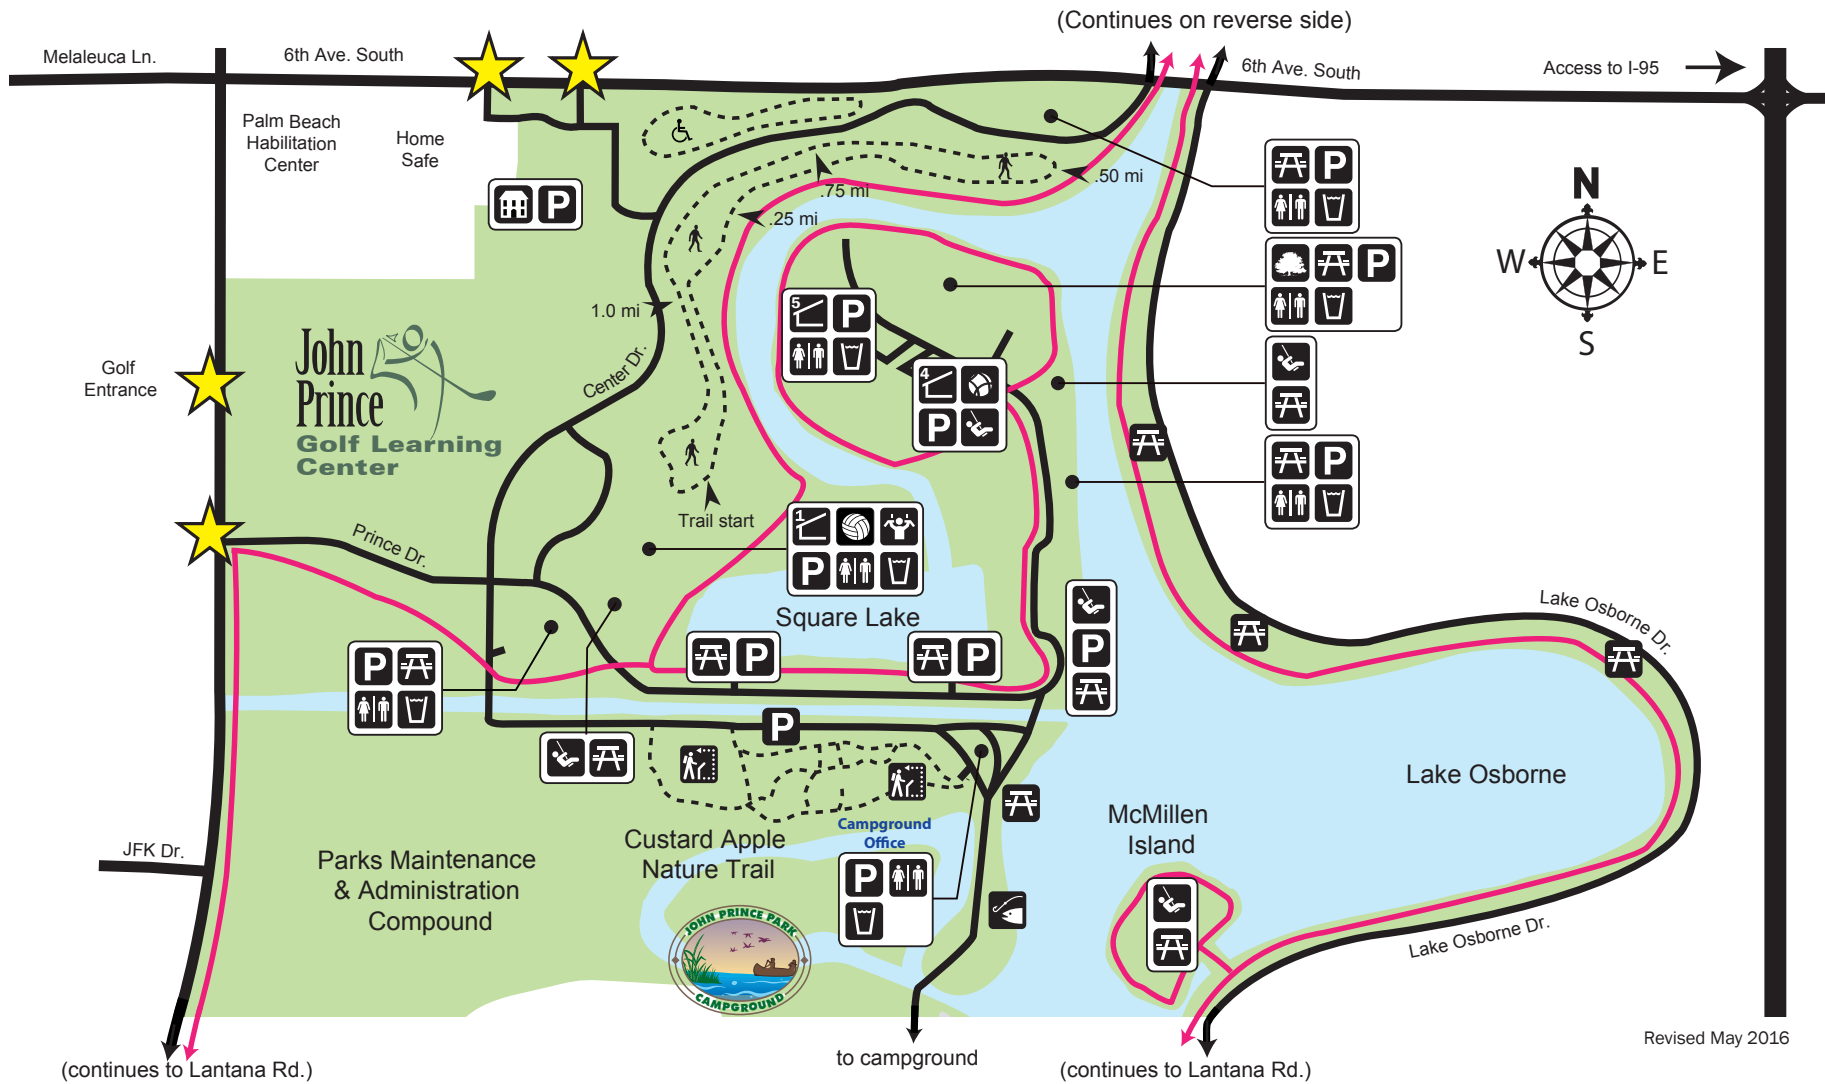 (Continues on reverse side)
Melaleuca Ln.
6th Ave. South
6th Ave. South
Access to I-95
Palm Beach
Habilitation
Center
Home
Safe
P
.50 mi
.75 mi
.25 mi
1.0 mi
P
P
P
N
W
E
S
5
P
4
P
Golf
Entrance
John
Prince
Golf Learning
Center
Center Dr.
Trail start
P
Prince Dr.
1
P
Square Lake
P
P
P
P
Lake Osborne Dr.
P
Lake Osborne
McMillen
Island
Campground
Office
P
Custard Apple
Nature Trail
JFK Dr.
Parks Maintenance
& Administration
Compound
JOHN PRINCE PARK
CAMPGROUND
Lake Osborne Dr.
Revised May 2016
to campground
(continues to Lantana Rd.)
(continues to Lantana Rd.)